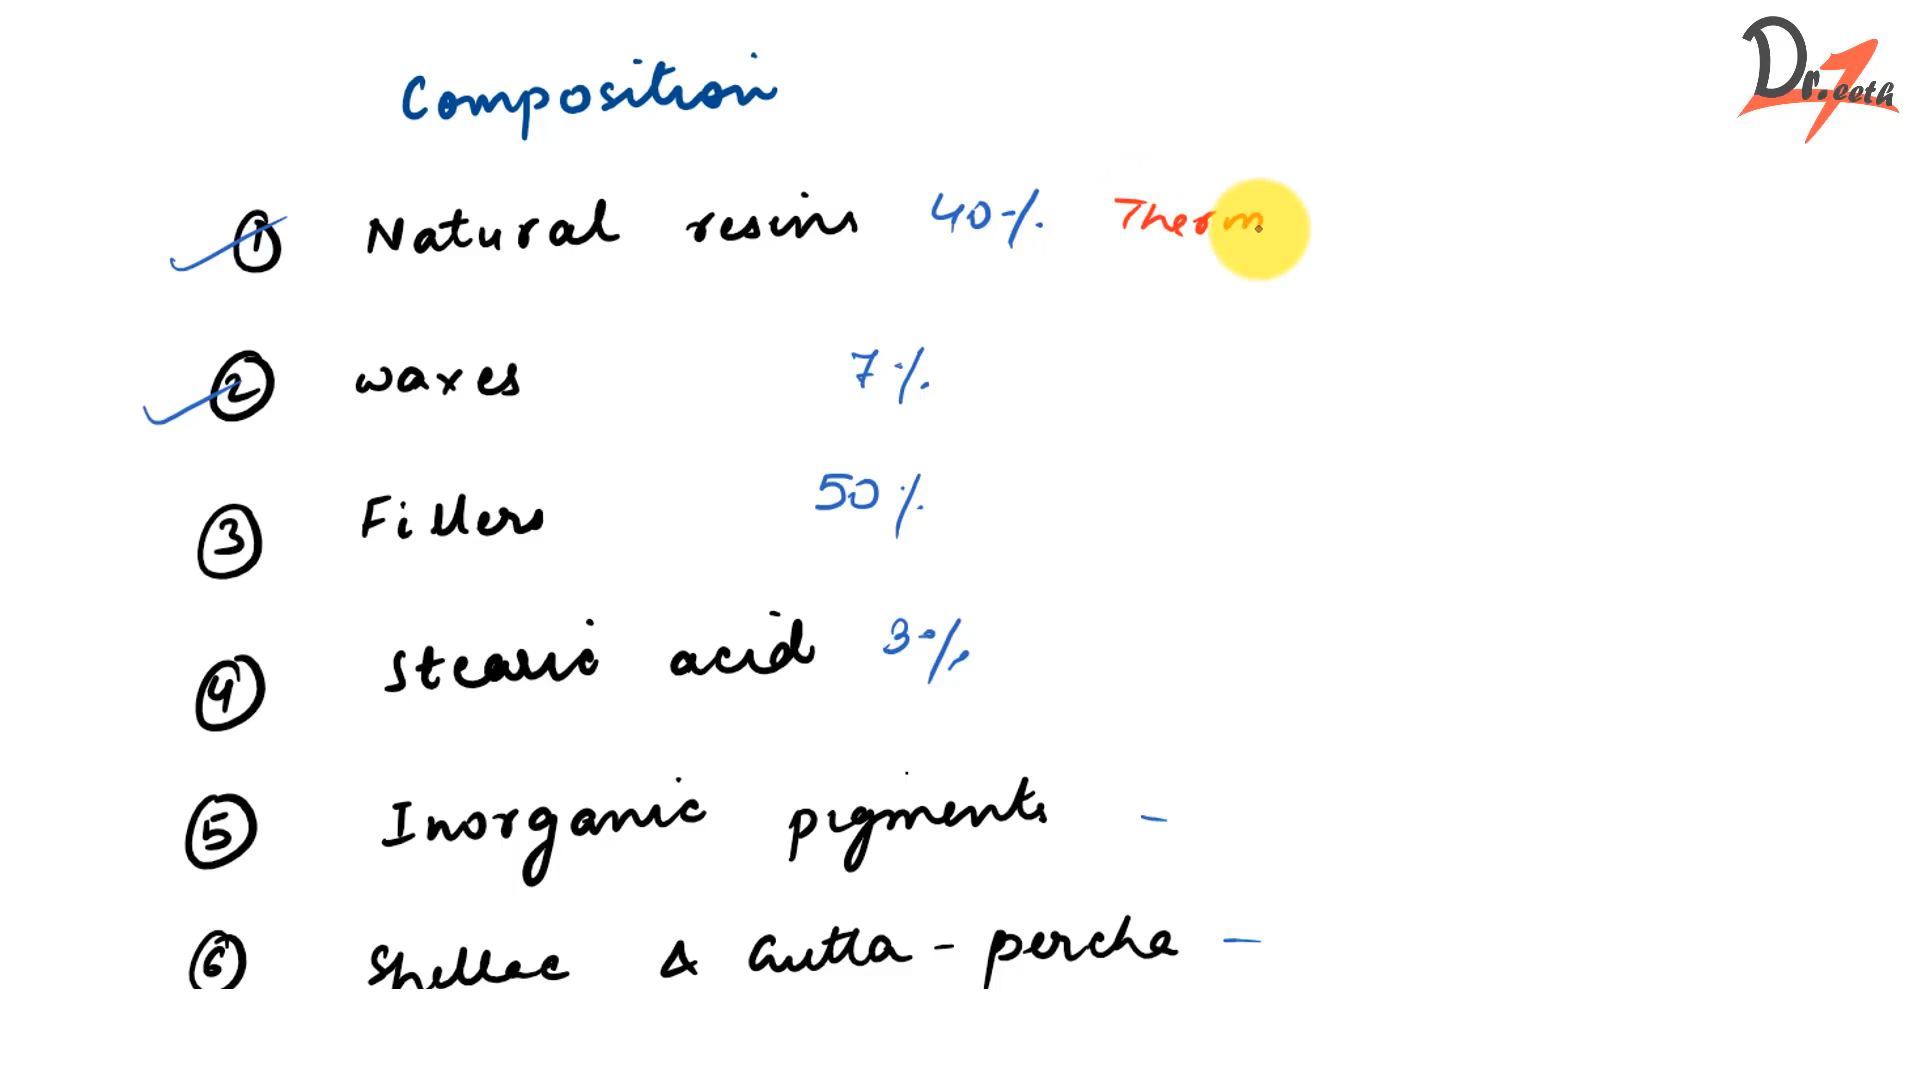 Dr.Teeth
Composition
1 Natural resins 40% Therm
2 waxes 7%
3 Fillers 50%
4 Stearic acid 3%
5 Inorganic pigments -
6 Shellac & Gutta - percha -